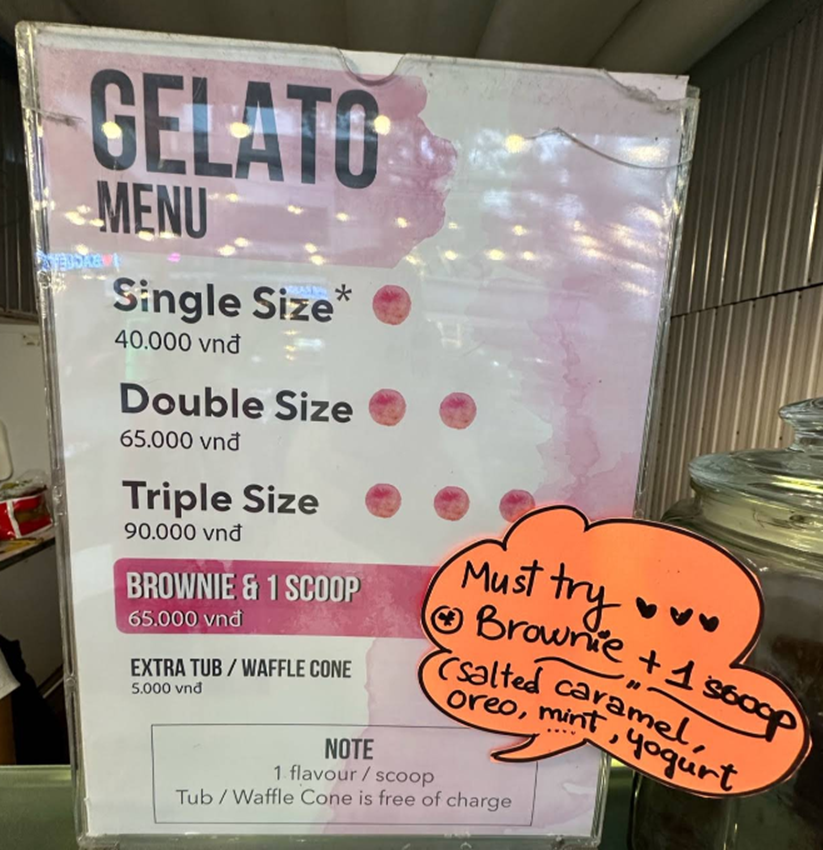 GELATO
MENU
Single Size*
40.000 vnđ
Double Size
65.000 vnđ
Triple Size
90.000 vnđ
BROWNIE & 1 SCOOP
65.000 vnđ
EXTRA TUB / WAFFLE CONE
5.000 vnđ
NOTE
1 flavour / scoop
Tub / Waffle Cone is free of charge
Must try
Brownie + 1 scoop
(salted caramel,
oreo, mint, yogurt